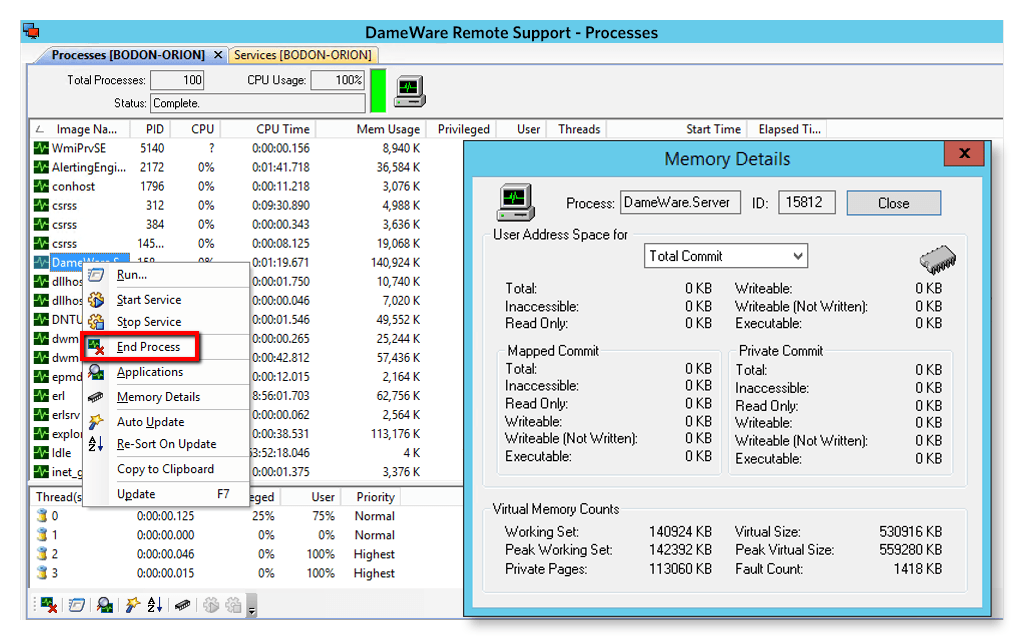 DameWare Remote Support - Processes
Processes [BODON-ORION] X Services [BODON-ORION]
Total Processes: 100 CPU Usage: 100%
Status: Complete.
Image Na... PID CPU CPU Time Mem Usage Privileged User Threads Start Time Elapsed Ti...
WmiPrvSE 5140 ? 0:00:00.156 8,940 K
AlertingEngi... 2172 0% 0:01:41.718 36,584 K
conhost 1796 0% 0:00:11.218 3,076 K
csrss 312 0% 0:09:30.890 4,988 K
csrss 384 0% 0:00:00.343 3,636 K
csrss 145... 0% 0:00:08.125 19,068 K
DameWare.S... 158... 0% 0:01:19.671 140,924 K
dllhos 0:00:01.750 10,740 K
dllhos 0:00:00.046 7,020 K
DNTU 0:00:01.546 49,552 K
dwm 0:00:00.265 25,244 K
dwm 0:00:42.812 57,436 K
epmd 0:00:12.015 2,164 K
erl 8:56:01.703 62,756 K
erlsrv 0:00:00.062 2,564 K
explor 0:00:38.531 113,176 K
Idle 63:52:18.046 4 K
inet_g 0:00:01.375 3,376 K
Run...
Start Service
Stop Service
End Process
Applications
Memory Details
Auto Update
Re-Sort On Update
Copy to Clipboard
Update F7
Thread(s eged User Priority
0 0:00:00.125 25% 75% Normal
1 0:00:00.000 0% 0% Normal
2 0:00:00.046 0% 100% Highest
3 0:00:00.015 0% 100% Highest
Memory Details
x
Process: DameWare.Server ID: 15812 Close
User Address Space for
Total Commit
Total: 0 KB Writeable: 0 KB
Inaccessible: 0 KB Writeable (Not Written): 0 KB
Read Only: 0 KB Executable: 0 KB
Mapped Commit
Total: 0 KB
Inaccessible: 0 KB
Read Only: 0 KB
Writeable: 0 KB
Writeable (Not Written): 0 KB
Executable: 0 KB
Private Commit
Total: 0 KB
Inaccessible: 0 KB
Read Only: 0 KB
Writeable: 0 KB
Writeable (Not Written): 0 KB
Executable: 0 KB
Virtual Memory Counts
Working Set: 140924 KB Virtual Size: 530916 KB
Peak Working Set: 142392 KB Peak Virtual Size: 559280 KB
Private Pages: 113060 KB Fault Count: 1418 KB